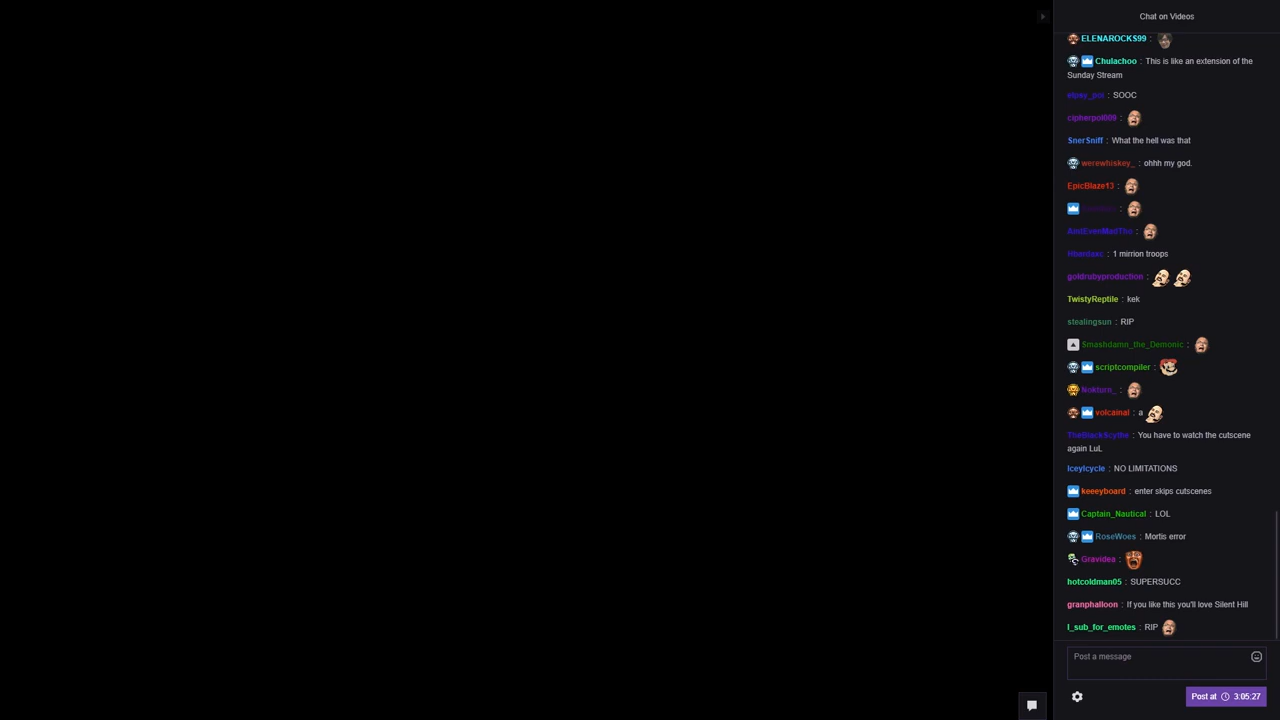 Chat on Videos
ELENAROCKS99 :
Chulachoo : This is like an extension of the
Sunday Stream
: SOOC
cipherpol009 :
SnerSniff : What the hell was that
werewhiskey_ : ohhh my god.
EpicBlaze13 :
:
AndEvenMadTho :
: 1 mirrion troops
goldrubyproduction :
TwistyReptile : kek
stealingsun : RIP
Smashdamn_the_Demonic :
scriptcompiler :
Nokturn_ :
volcainal : a
TheBlackScythe : You have to watch the cutscene
again LuL
IceyIcycle : NO LIMITATIONS
keeeyboard : enter skips cutscenes
Captain_Nautical : LOL
RoseWoes : Mortis error
Gravidea :
hotcoldman05 : SUPERSUCC
granphalloon : If you like this you'll love Silent Hill
I_sub_for_emotes : RIP
Post a message
Post at 3:05:27